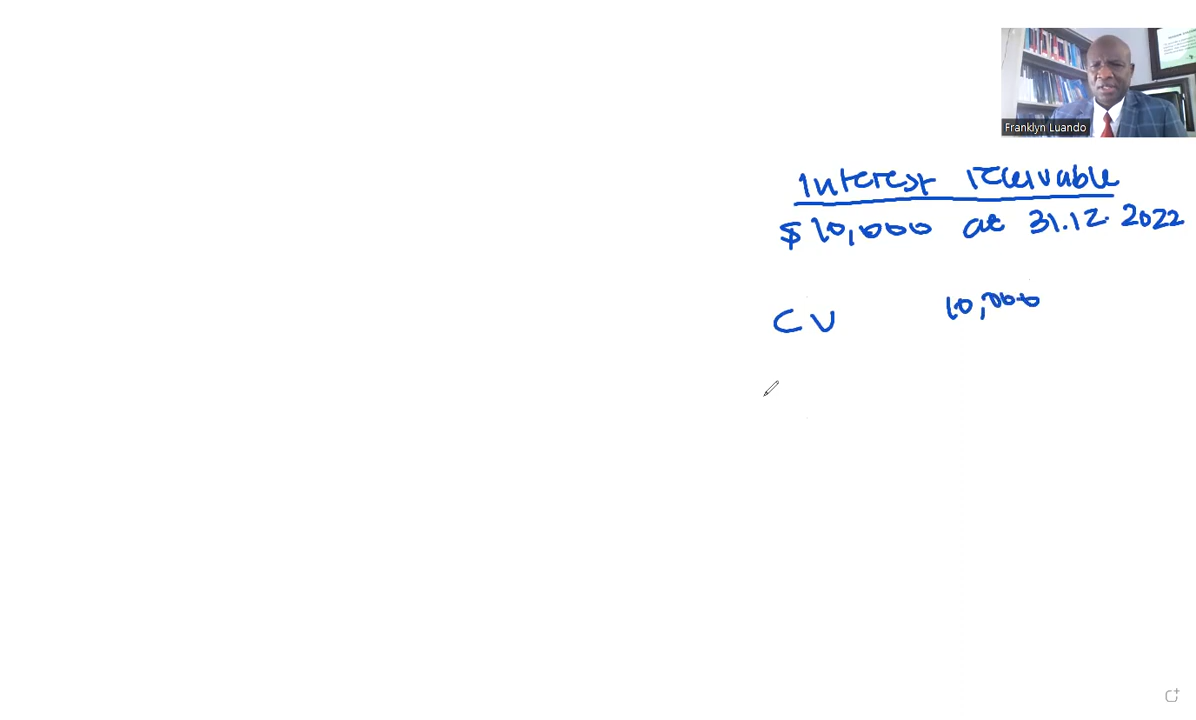 Franklyn Luando
Interest receivable
$10,000 at 31.12.2022
CV 10,000